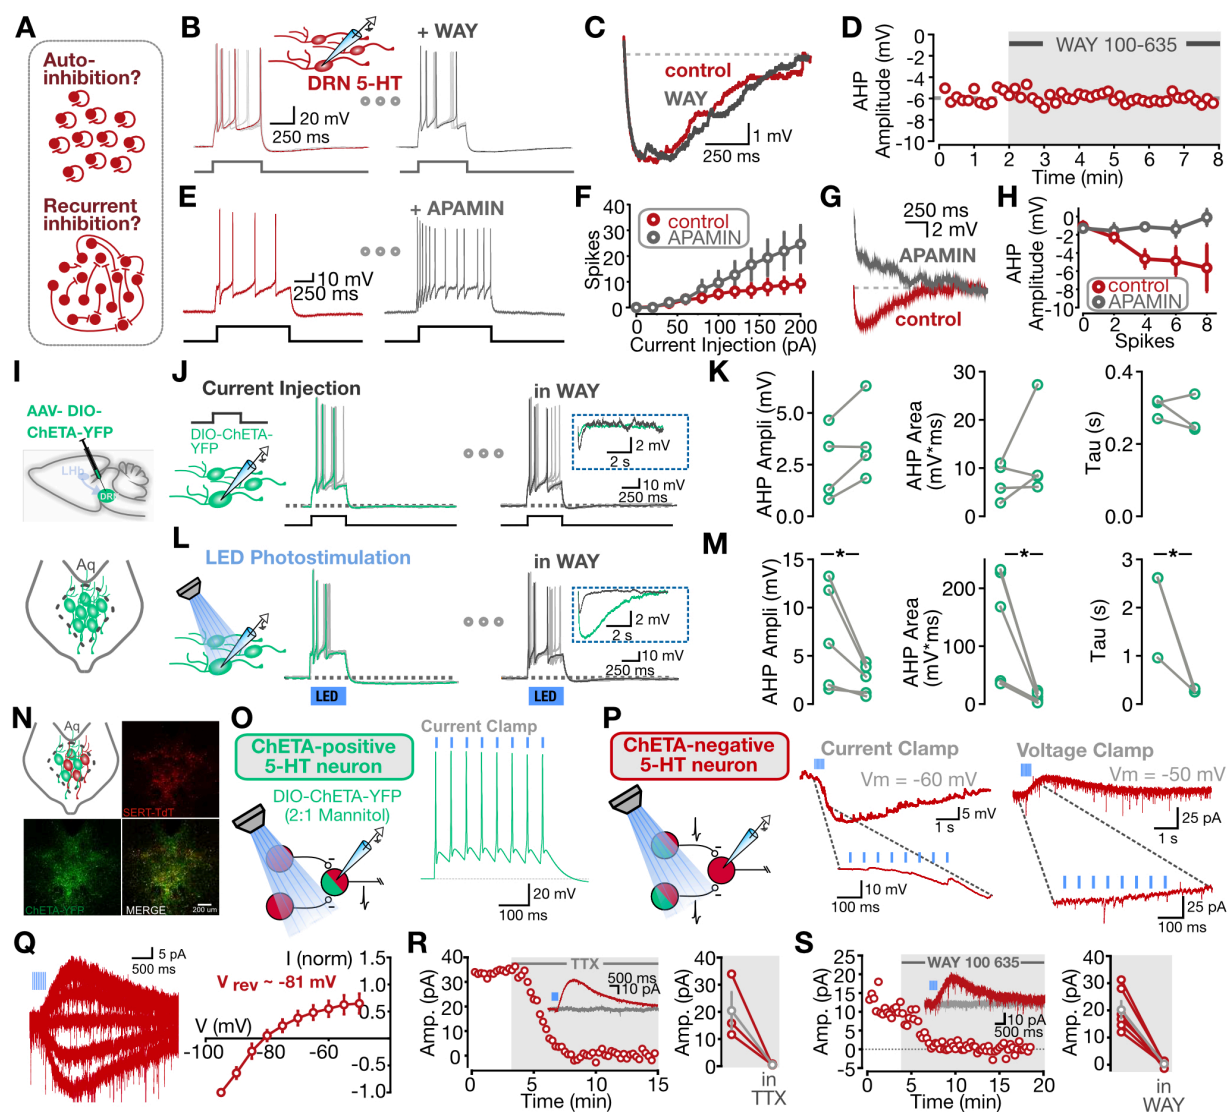 A
Auto-
inhibition?
Recurrent
inhibition?
B
+ WAY
DRN 5-HT
20 mV
250 ms
C
control
WAY
1 mV
250 ms
D
AHP
Amplitude (mV)
0
-2
-4
-6
-8
-10
WAY 100-635
0 1 2 3 4 5 6 7 8
Time (min)
E
+ APAMIN
10 mV
250 ms
F
Spikes
40
30
20
10
0
control
APAMIN
0 50 100 150 200
Current Injection (pA)
G
250 ms
2 mV
APAMIN
control
H
AHP
Amplitude (mV)
0
-2
-4
-6
-8
-10
control
APAMIN
0 2 4 6 8
Spikes
I
AAV- DIO-
ChETA-YFP
LHb
DR
Aq
J
Current Injection
DIO-ChETA-
YFP
in WAY
2 mV
2 s
10 mV
250 ms
K
AHP Ampli (mV)
5.0
2.5
0.0
AHP Area
(mV*ms)
30
20
10
0
Tau (s)
0.4
0.2
0.0
L
LED Photostimulation
LED
in WAY
2 mV
2 s
10 mV
250 ms
LED
M
AHP Ampli (mV)
15
10
5
0
*
AHP Area
(mV*ms)
200
100
0
*
Tau (s)
3
2
1
0
*
N
Aq
SERT-TdT
ChETA-YFP
MERGE
200 um
O
ChETA-positive
5-HT neuron
DIO-ChETA-YFP
(2:1 Mannitol)
Current Clamp
20 mV
100 ms
P
ChETA-negative
5-HT neuron
Current Clamp
Vm = -60 mV
5 mV
1 s
10 mV
100 ms
Voltage Clamp
Vm = -50 mV
25 pA
1 s
25 pA
100 ms
Q
5 pA
500 ms
I (norm)
V rev ~ -81 mV
V (mV)
-100 -60
1.5
1.0
0.5
-0.5
-1.0
R
Amp. (pA)
40
30
20
10
0
TTX
500 ms
10 pA
0 5 10 15
Time (min)
Amp. (pA)
40
30
20
10
0
in
TTX
S
Amp. (pA)
25
20
15
10
5
0
-5
WAY 100 635
10 pA
500 ms
0 5 10 15 20
Time (min)
Amp. (pA)
40
30
20
10
0
in
WAY